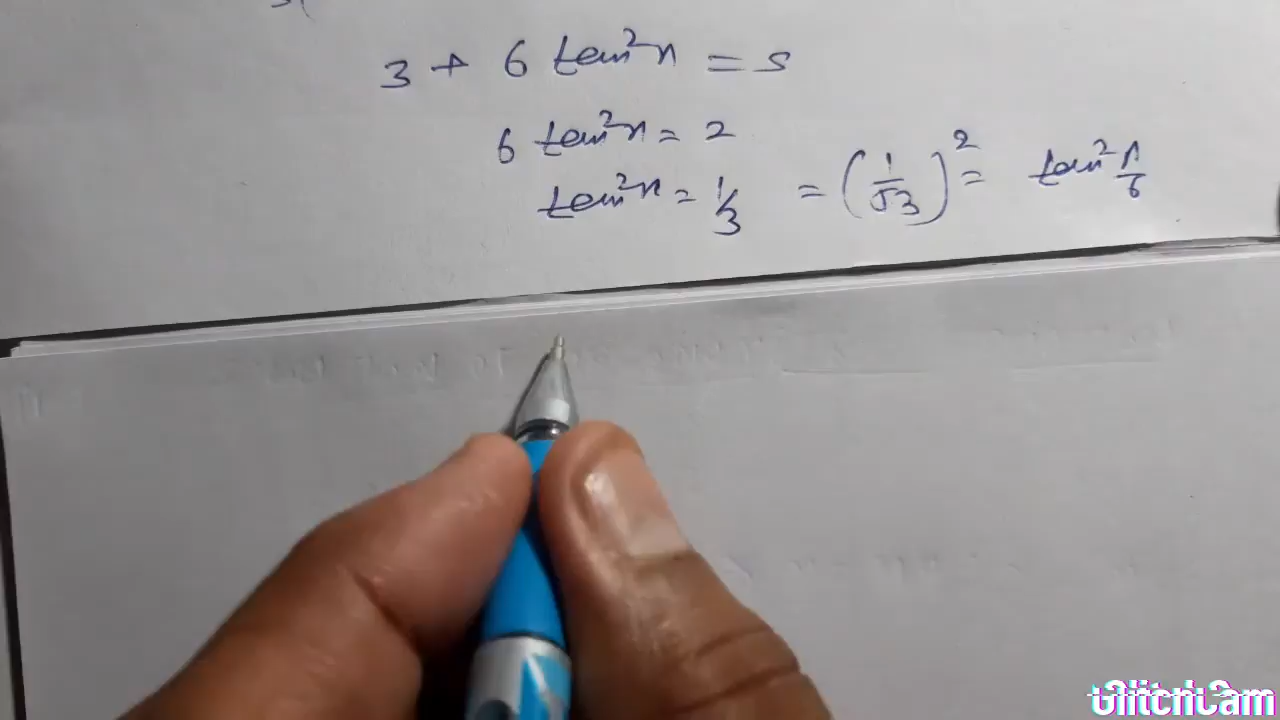 3 + 6 tan²x = 5
6 tan²x = 2
tan²x = 1/3 = (1/√3)² = tan² π/6